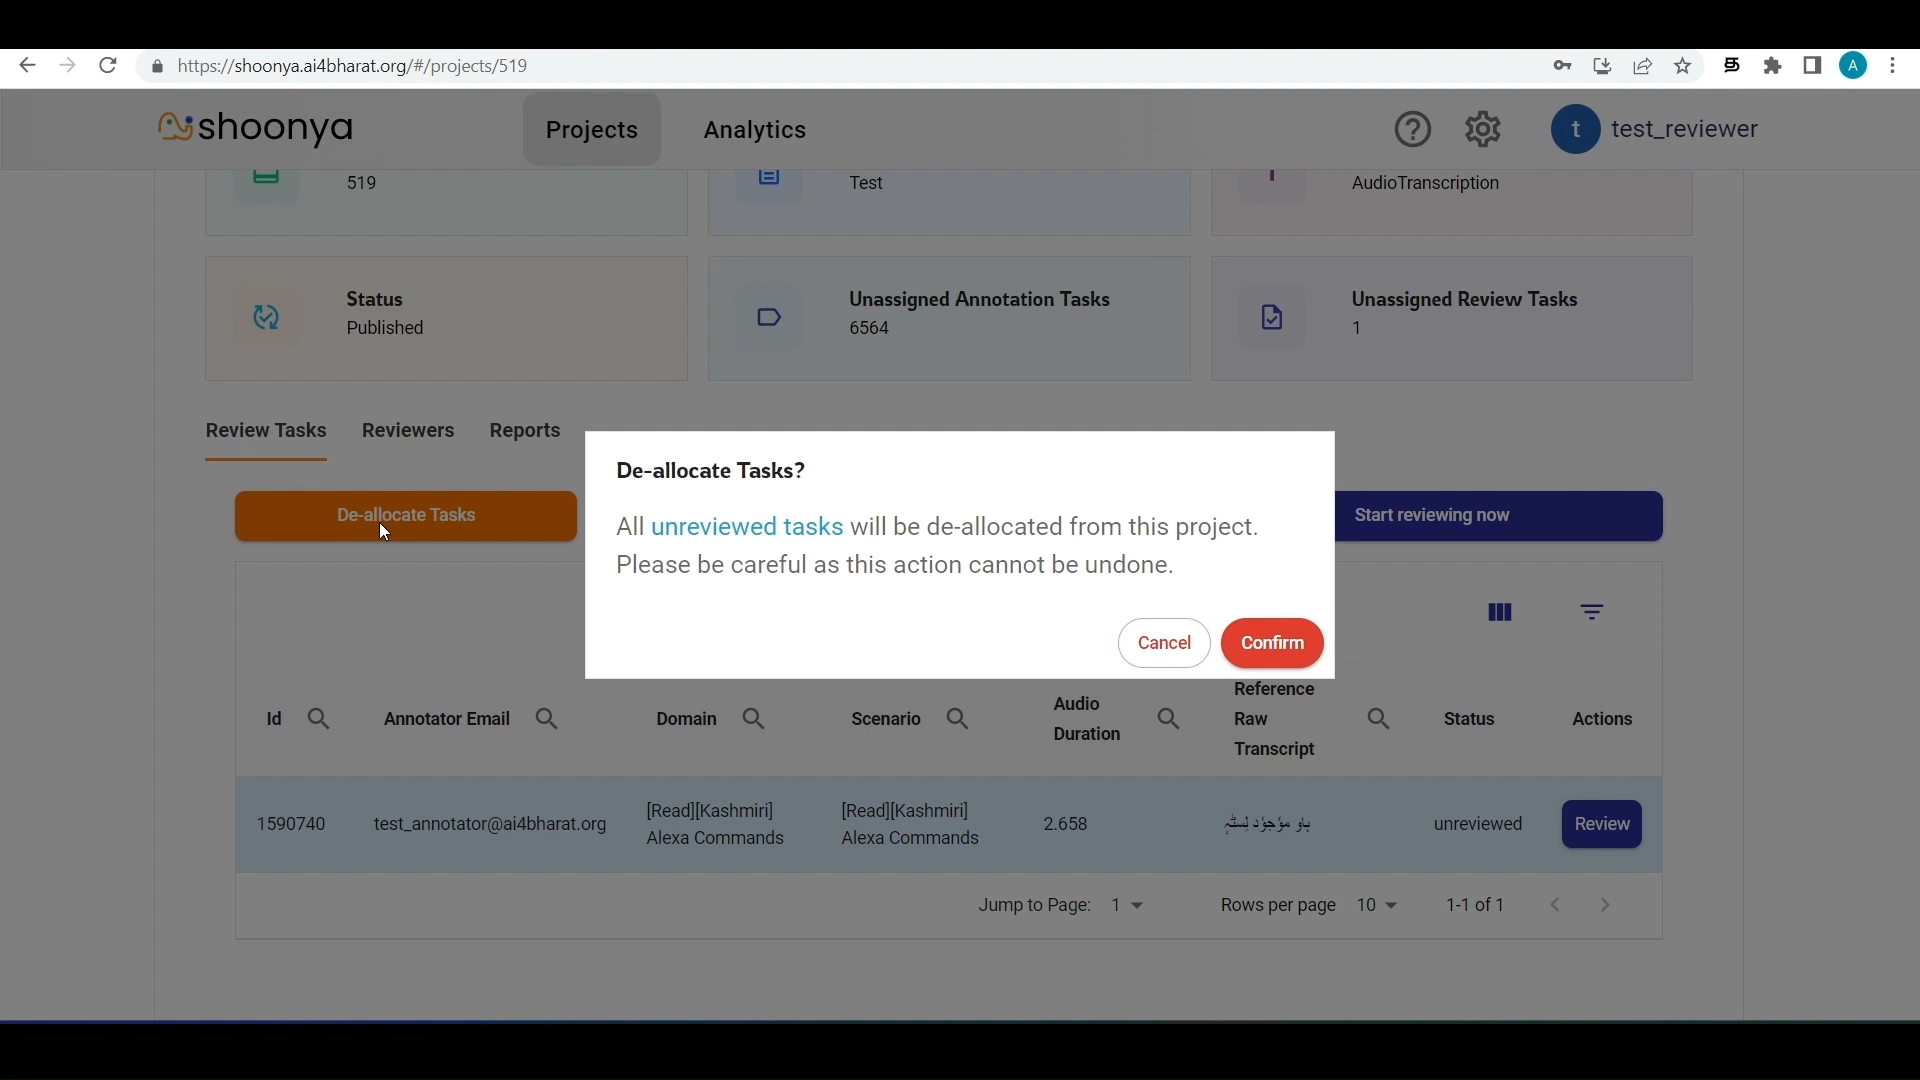 https://shoonya.ai4bharat.org/#/projects/519
A
shoonya
Projects
Analytics
t
test_reviewer
519
Test
AudioTranscription
Status
Published
Unassigned Annotation Tasks
6564
Unassigned Review Tasks
1
Review Tasks
Reviewers
Reports
De-allocate Tasks?
All unreviewed tasks will be de-allocated from this project.
Please be careful as this action cannot be undone.
Cancel
Confirm
De-allocate Tasks
Start reviewing now
Id
Annotator Email
Domain
Scenario
Audio
Duration
Reference
Raw
Transcript
Status
Actions
1590740
test_annotator@ai4bharat.org
[Read][Kashmiri]
Alexa Commands
[Read][Kashmiri]
Alexa Commands
2.658
unreviewed
Review
Jump to Page: 1
Rows per page 10
1-1 of 1